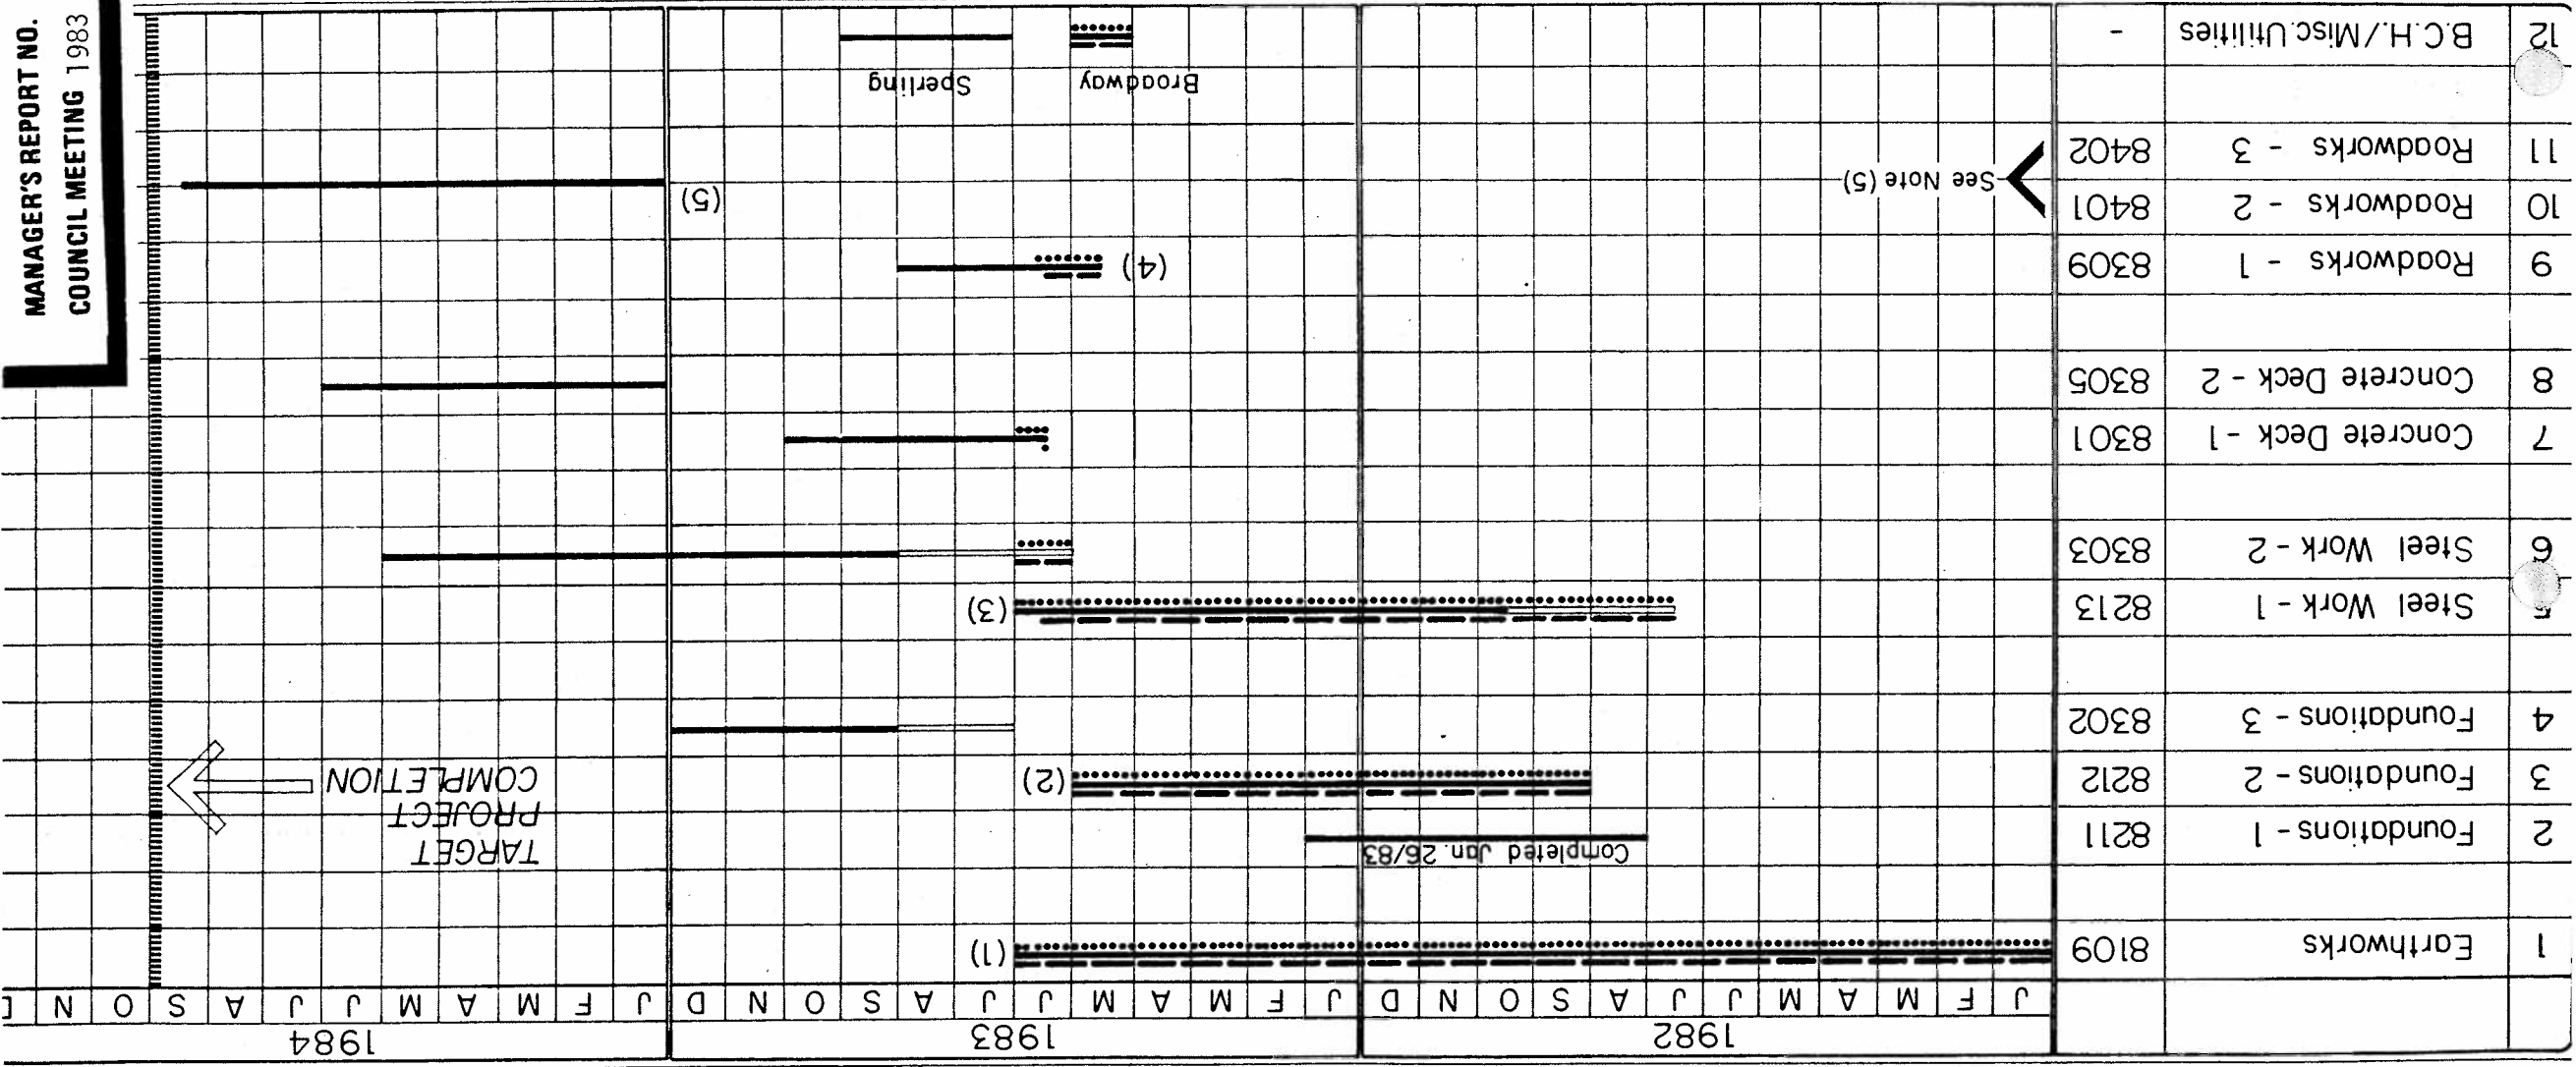 MANAGER'S REPORT NO.
COUNCIL MEETING 1983
1982 1983 1984
J F M A M J J A S O N D J F M A M J J A S O N D J F M A M J J A S O N
1 Earthworks 8109 (1)
2 Foundations - 1 8211 Completed Jan. 26/83
TARGET
PROJECT
COMPLETION
3 Foundations - 2 8212 (2)
4 Foundations - 3 8302
5 Steel Work - 1 8213 (3)
6 Steel Work - 2 8303
7 Concrete Deck - 1 8301
8 Concrete Deck - 2 8305
9 Roadworks - 1 8309 (4)
10 Roadworks - 2 8401
See Note (5) (5)
11 Roadworks - 3 8402
Broadway Sperling
12 B.C.H./Misc. Utilities -